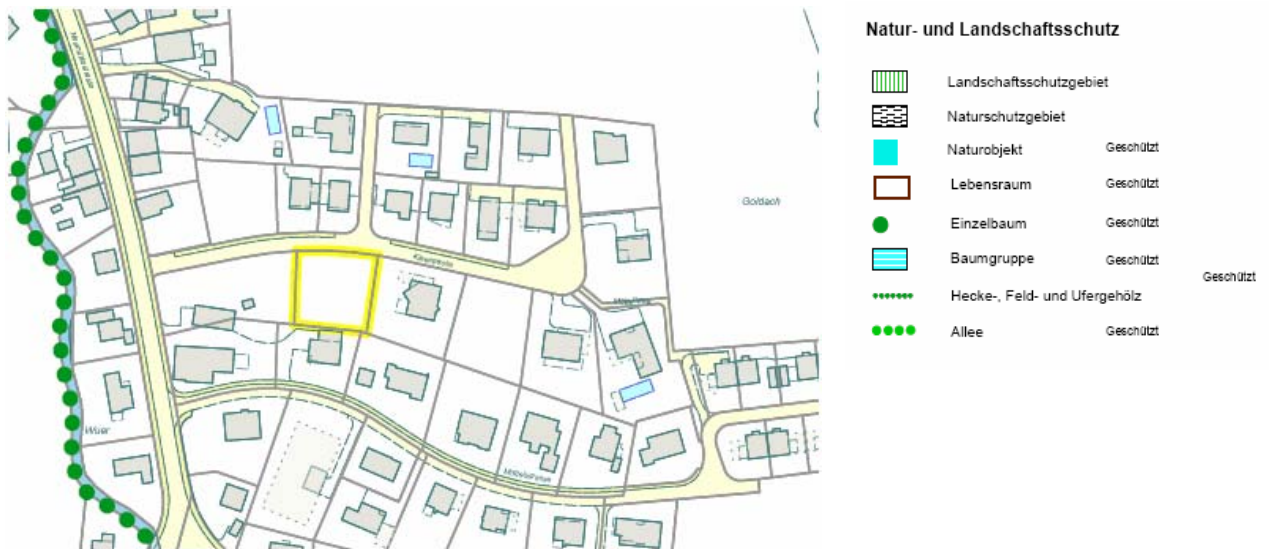 Goldach
Wuer
Natur- und Landschaftsschutz
Landschaftsschutzgebiet
Naturschutzgebiet
Naturobjekt Geschützt
Lebensraum Geschützt
Einzelbaum Geschützt
Baumgruppe Geschützt
Geschützt
Hecke-, Feld- und Ufergehölz
Allee Geschützt